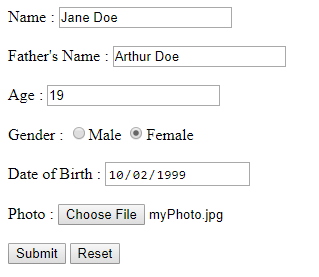 Name : Jane Doe
Father's Name : Arthur Doe
Age : 19
Gender : Male Female
Date of Birth : 10/02/1999
Photo : Choose File myPhoto.jpg
Submit Reset